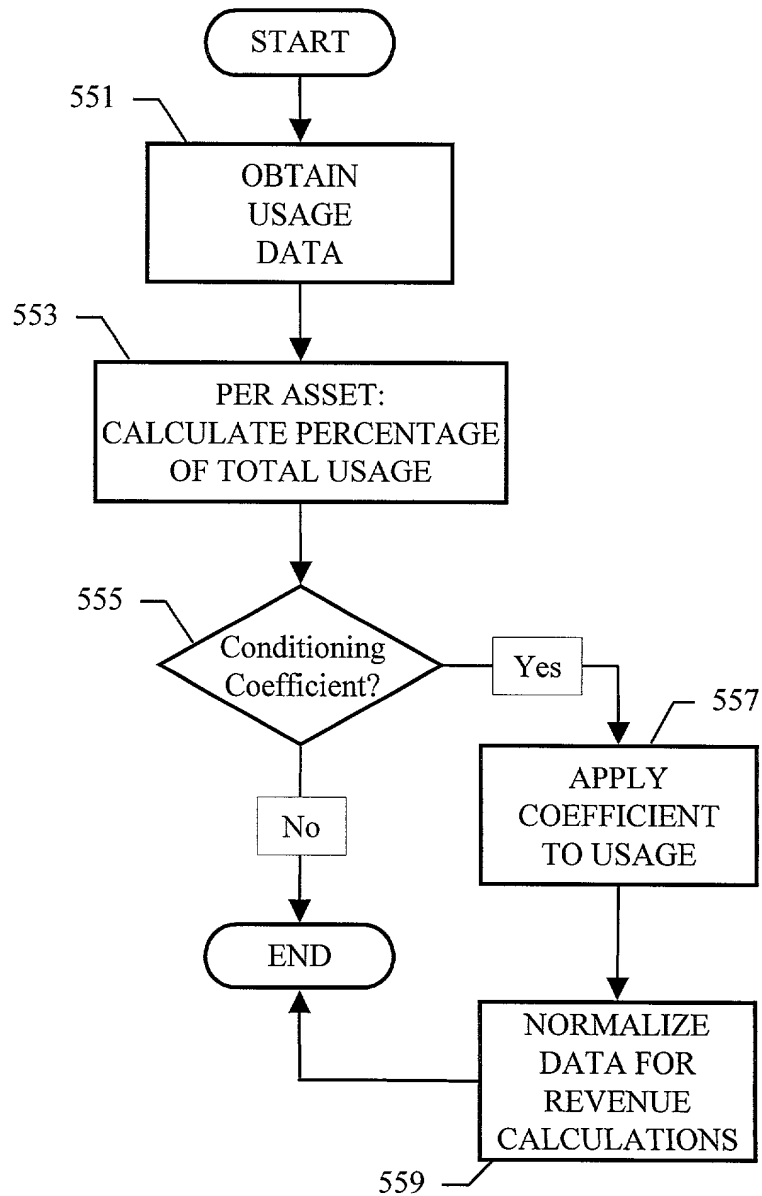 START
551
OBTAIN
USAGE
DATA
553
PER ASSET:
CALCULATE PERCENTAGE
OF TOTAL USAGE
555
Conditioning
Coefficient?
Yes
557
APPLY
COEFFICIENT
TO USAGE
No
END
NORMALIZE
DATA FOR
REVENUE
CALCULATIONS
559